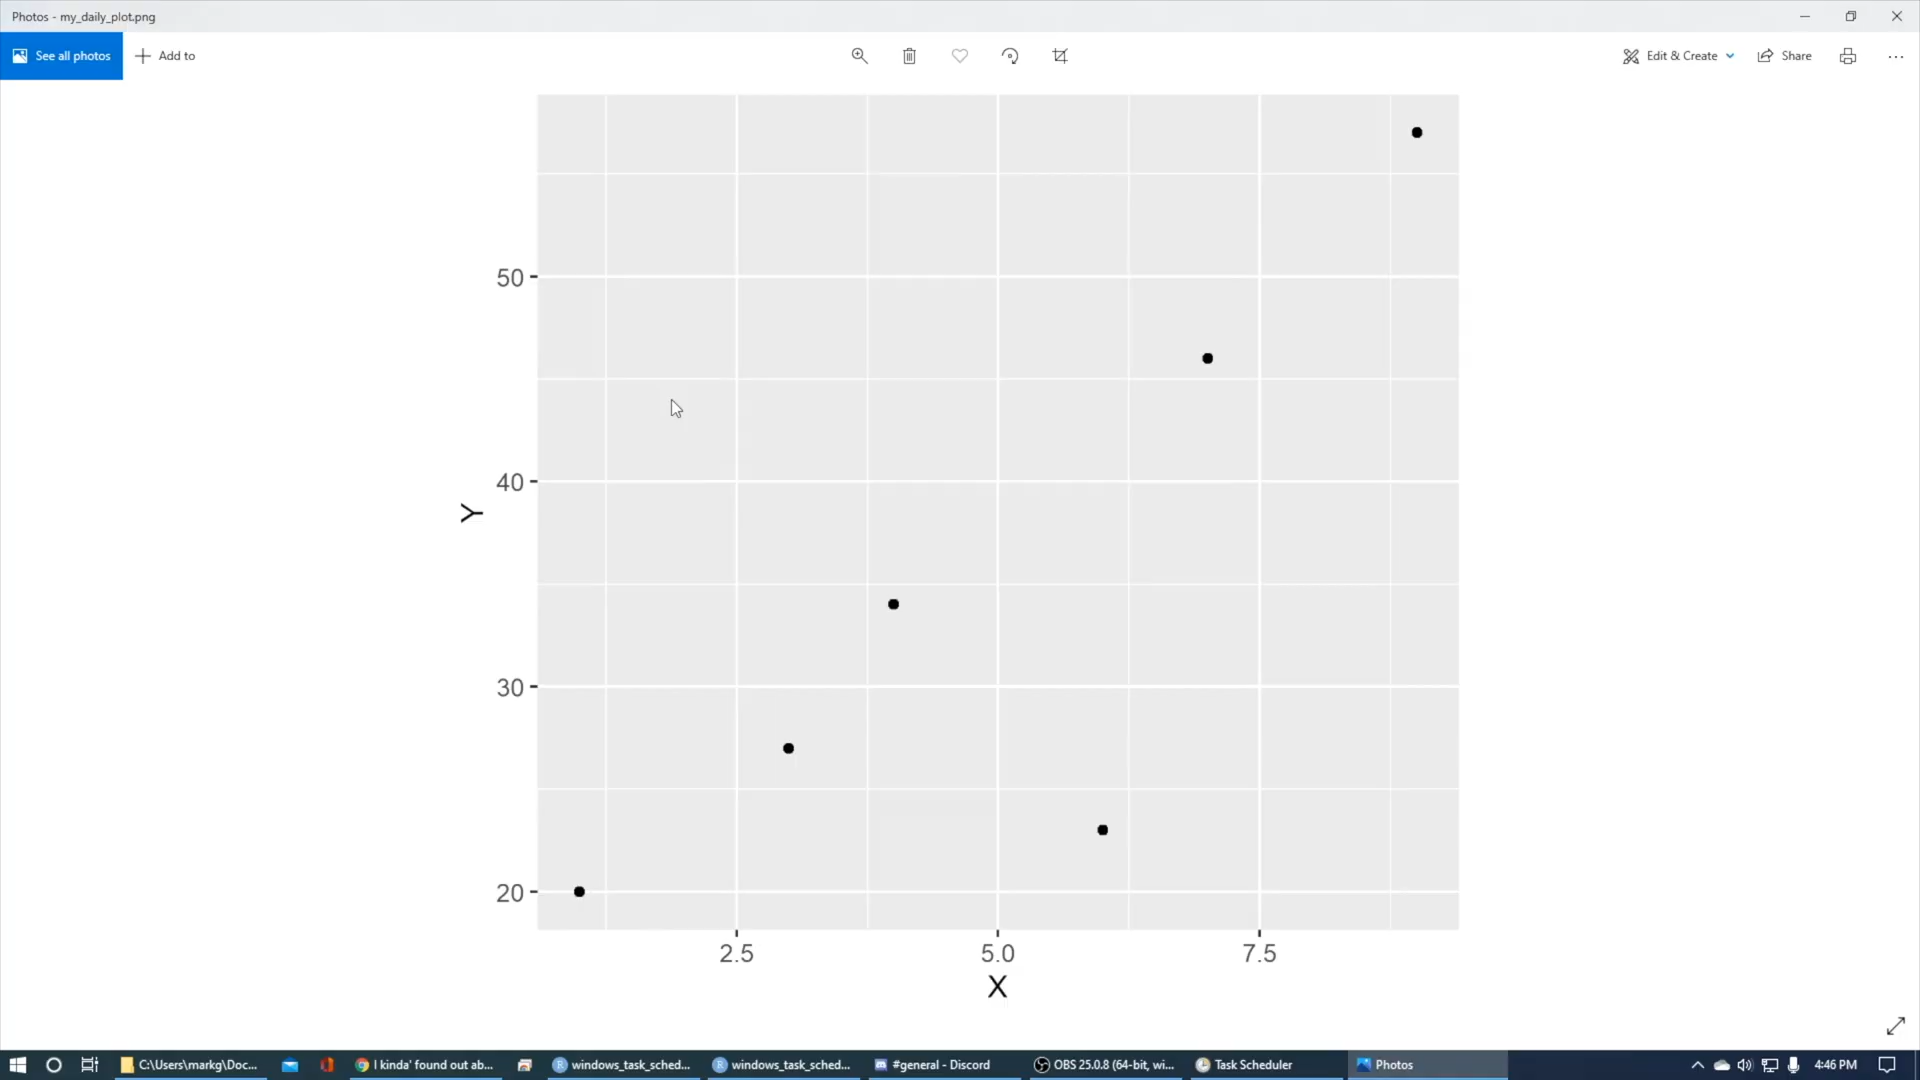 Photos - my_daily_plot.png
See all photos
Add to
Edit & Create
Share
50
40
30
20
Y
2.5 5.0 7.5
X
C:\Users\markg\Doc...
I kinda' found out ab...
windows_task_sched...
windows_task_sched...
#general - Discord
OBS 25.0.8 (64-bit, wi...
Task Scheduler
Photos
4:46 PM